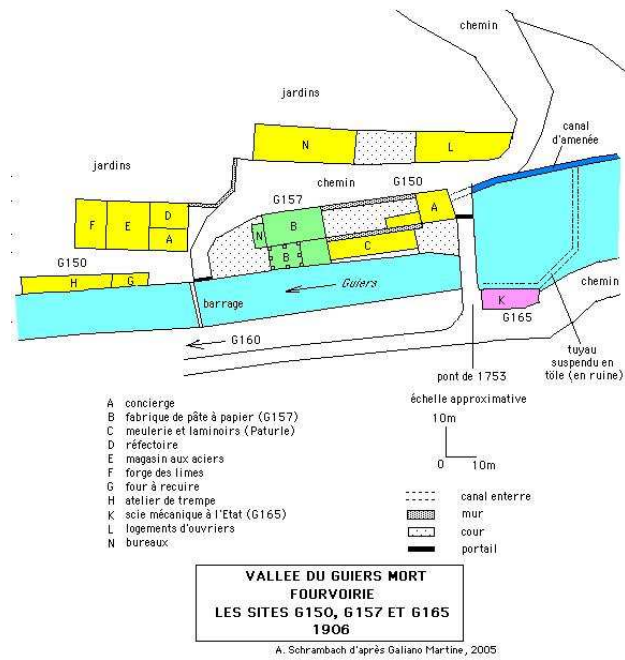 chemin
jardins
canal
d'amenée
N
L
jardins
chemin
G150
G157
A
D
F
E
B
N
A
C
B
G150
H
G
Guiers
chemin
K
barrage
G165
G160
tuyau
suspendu en
töle (en ruine)
pont de 1753
échelle approximative
10m
0
10m
A concierge
B fabrique de pâte à papier (G157)
C meulerie et laminoirs (Paturle)
D réfectoire
E magasin aux aciers
F forge des limes
G four à recuire
H atelier de trempe
K scie mécanique à l'Etat (G165)
L logements d'ouvriers
N bureaux
canal enterre
mur
cour
portail
VALLEE DU GUIERS MORT
FOURVOIRIE
LES SITES G150, G157 ET G165
1906
A. Schrambach d'après Galiano Martine, 2005